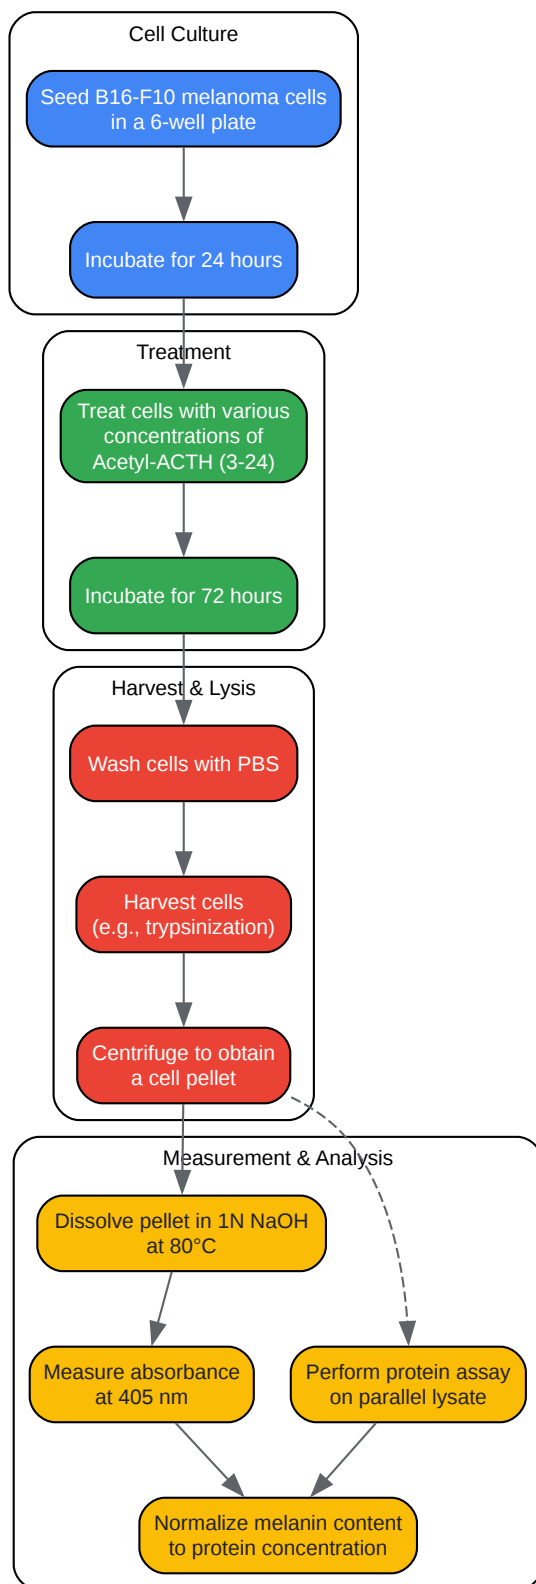 Cell Culture
Seed B16-F10 melanoma cells
in a 6-well plate
Incubate for 24 hours
Treatment
Treat cells with various
concentrations of
Acetyl-ACTH (3-24)
Incubate for 72 hours
Harvest & Lysis
Wash cells with PBS
Harvest cells
(e.g., trypsinization)
Centrifuge to obtain
a cell pellet
Measurement & Analysis
Dissolve pellet in 1N NaOH
at 80°C
Measure absorbance
at 405 nm
Perform protein assay
on parallel lysate
Normalize melanin content
to protein concentration